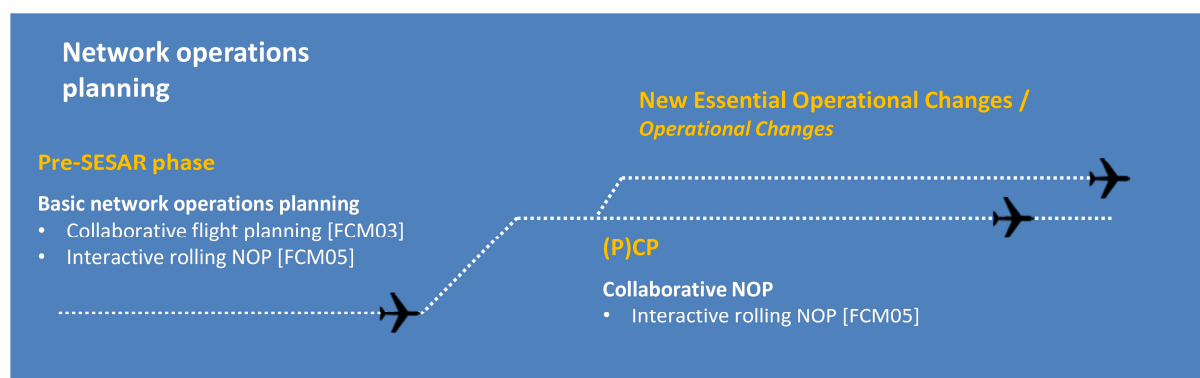 Network operations
planning
New Essential Operational Changes /
Operational Changes
Pre-SESAR phase
Basic network operations planning
• Collaborative flight planning [FCM03]
• Interactive rolling NOP [FCM05]
(P)CP
Collaborative NOP
• Interactive rolling NOP [FCM05]